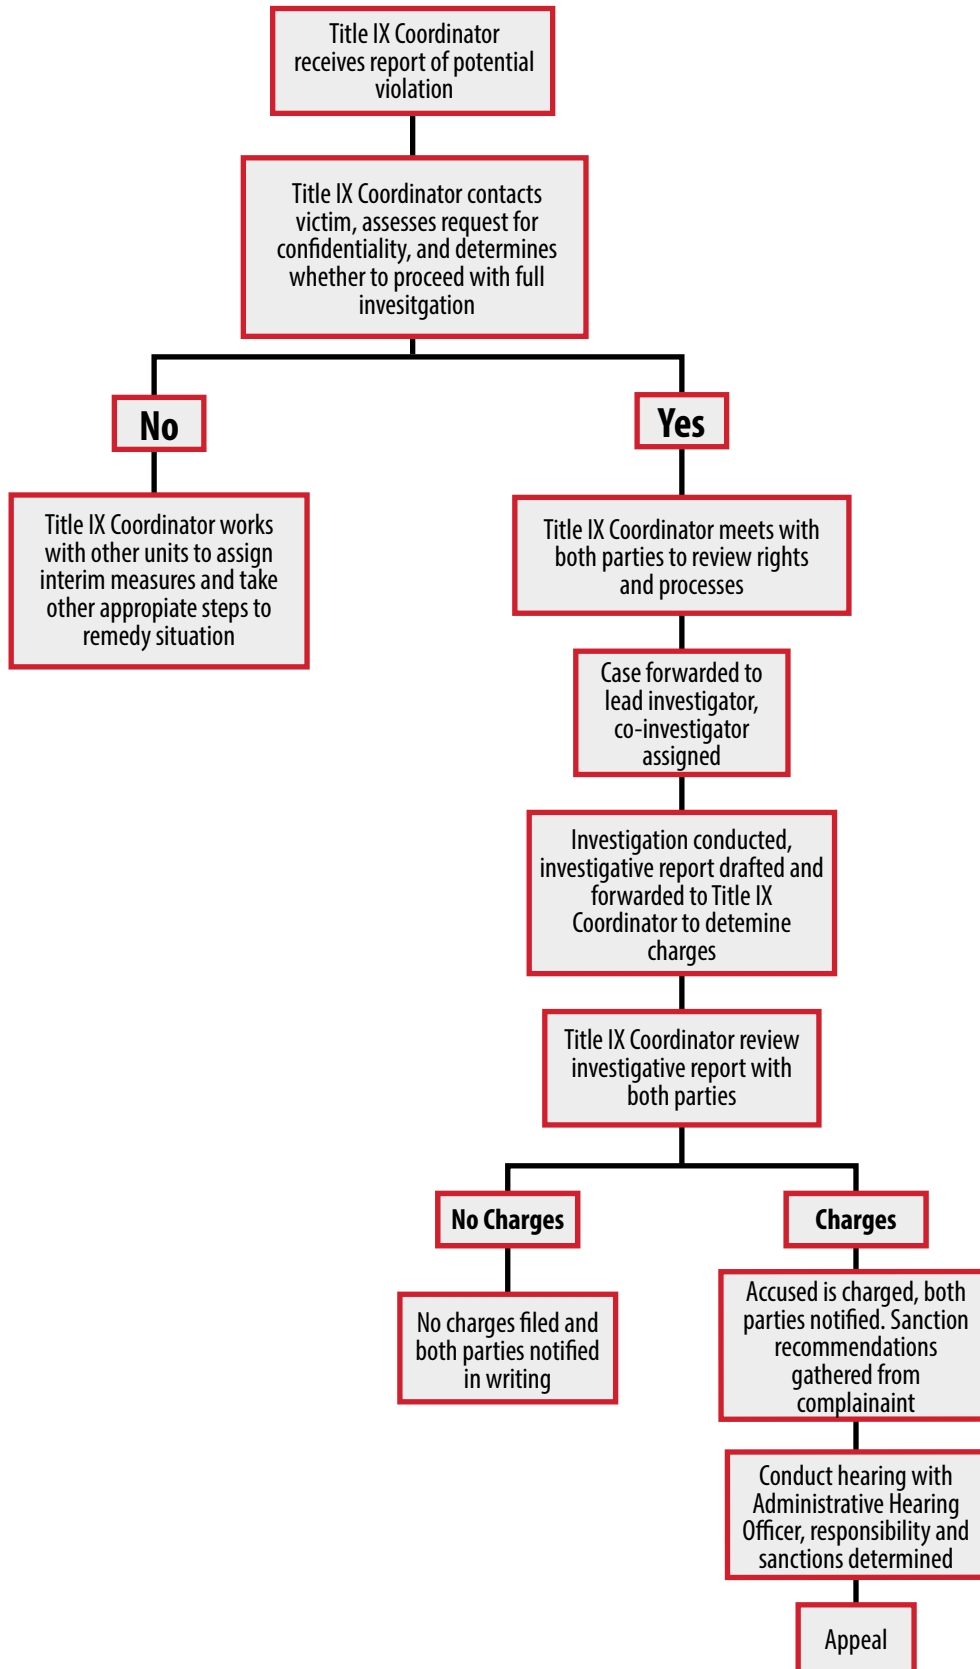 Title IX Coordinator
receives report of potential
violation
Title IX Coordinator contacts
victim, assesses request for
confidentiality, and determines
whether to proceed with full
invesitgation
No
Yes
Title IX Coordinator works
with other units to assign
interim measures and take
other appropiate steps to
remedy situation
Title IX Coordinator meets with
both parties to review rights
and processes
Case forwarded to
lead investigator,
co-investigator
assigned
Investigation conducted,
investigative report drafted and
forwarded to Title IX
Coordinator to detemine
charges
Title IX Coordinator review
investigative report with
both parties
No Charges
Charges
No charges filed and
both parties notified
in writing
Accused is charged, both
parties notified. Sanction
recommendations
gathered from
complainaint
Conduct hearing with
Administrative Hearing
Officer, responsibility and
sanctions determined
Appeal